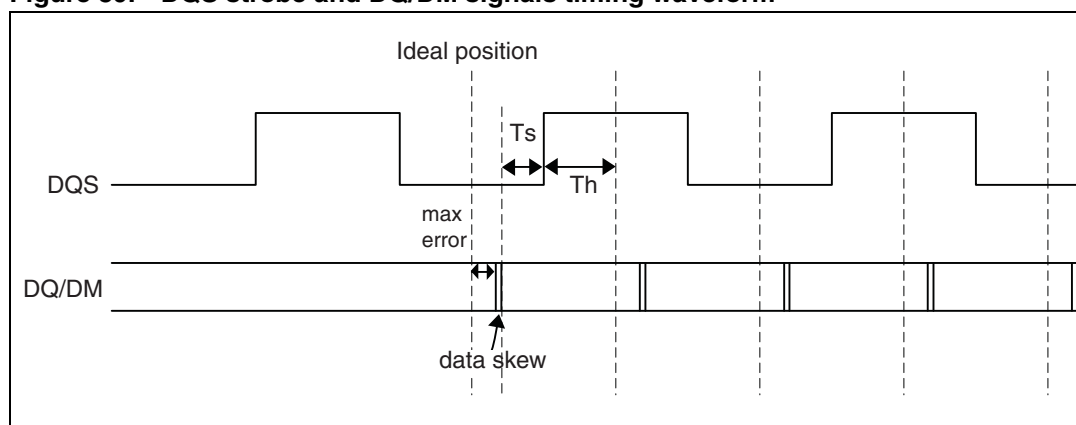 Figure 39. DQS strobe and DQ/DM signals timing waveform
Ideal position
Ts
DQS
Th
max
error
DQ/DM
data skew